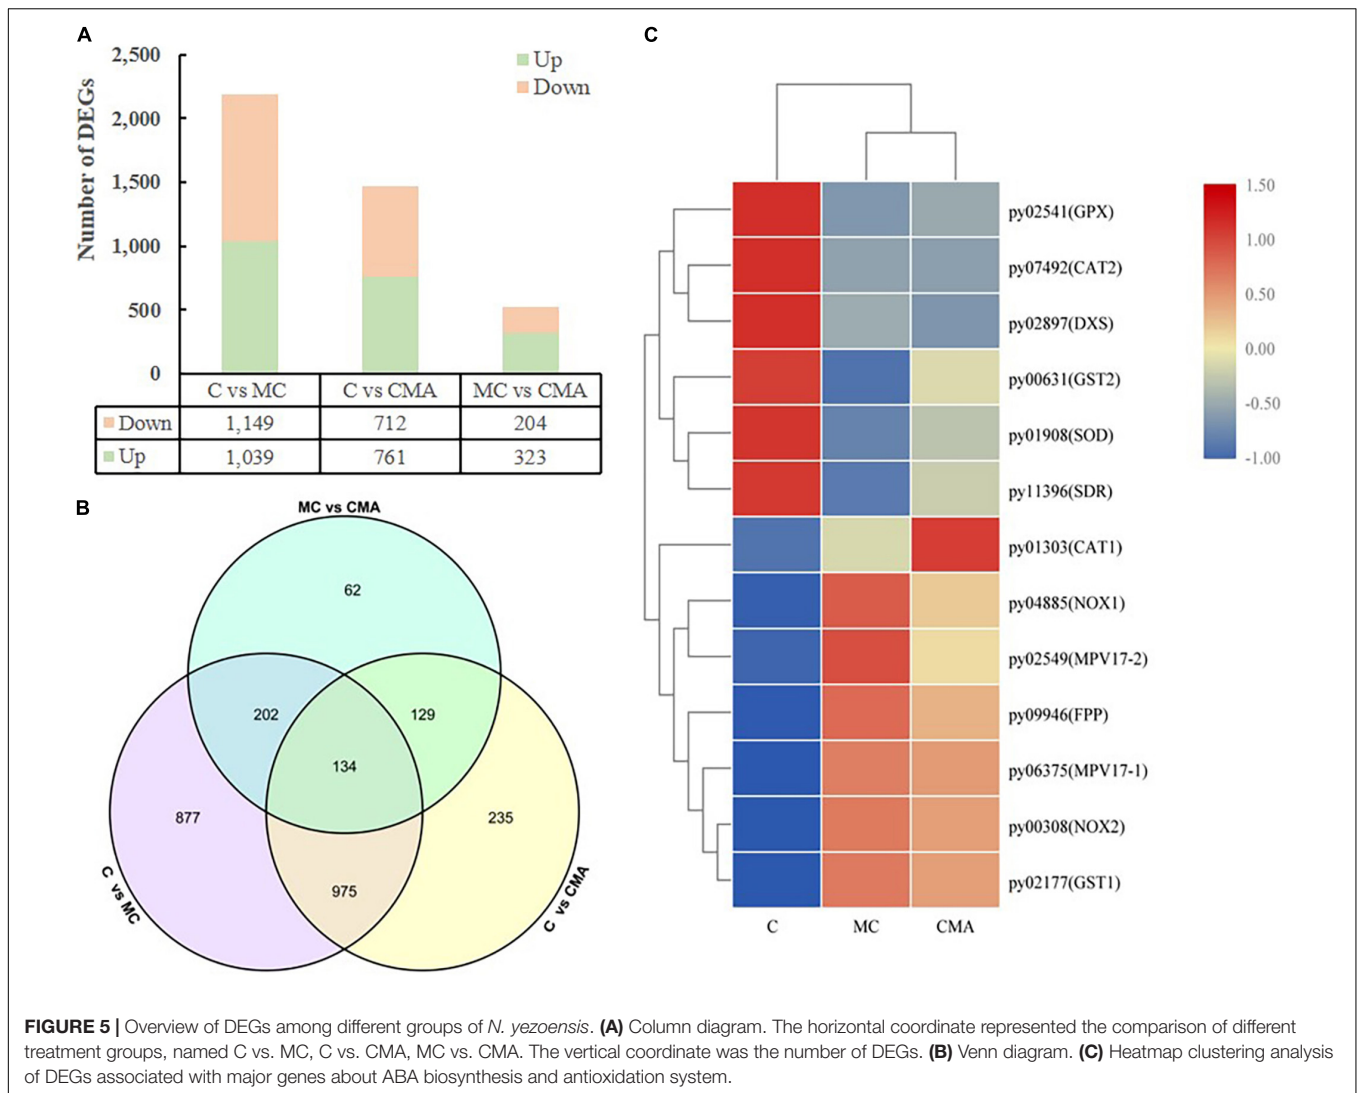 A
2,500
2,000
1,500
1,000
500
0
Number of DEGs
Up
Down
C vs MC C vs CMA MC vs CMA
Down 1,149 712 204
Up 1,039 761 323
B
MC vs CMA
62
202
129
134
877
235
975
C vs MC
C vs CMA
C
py02541(GPX)
py07492(CAT2)
py02897(DXS)
py00631(GST2)
py01908(SOD)
py11396(SDR)
py01303(CAT1)
py04885(NOX1)
py02549(MPV17-2)
py09946(FPP)
py06375(MPV17-1)
py00308(NOX2)
py02177(GST1)
C MC CMA
1.50
1.00
0.50
0.00
-0.50
-1.00
FIGURE 5 | Overview of DEGs among different groups of N. yezoensis. (A) Column diagram. The horizontal coordinate represented the comparison of different
treatment groups, named C vs. MC, C vs. CMA, MC vs. CMA. The vertical coordinate was the number of DEGs. (B) Venn diagram. (C) Heatmap clustering analysis
of DEGs associated with major genes about ABA biosynthesis and antioxidation system.